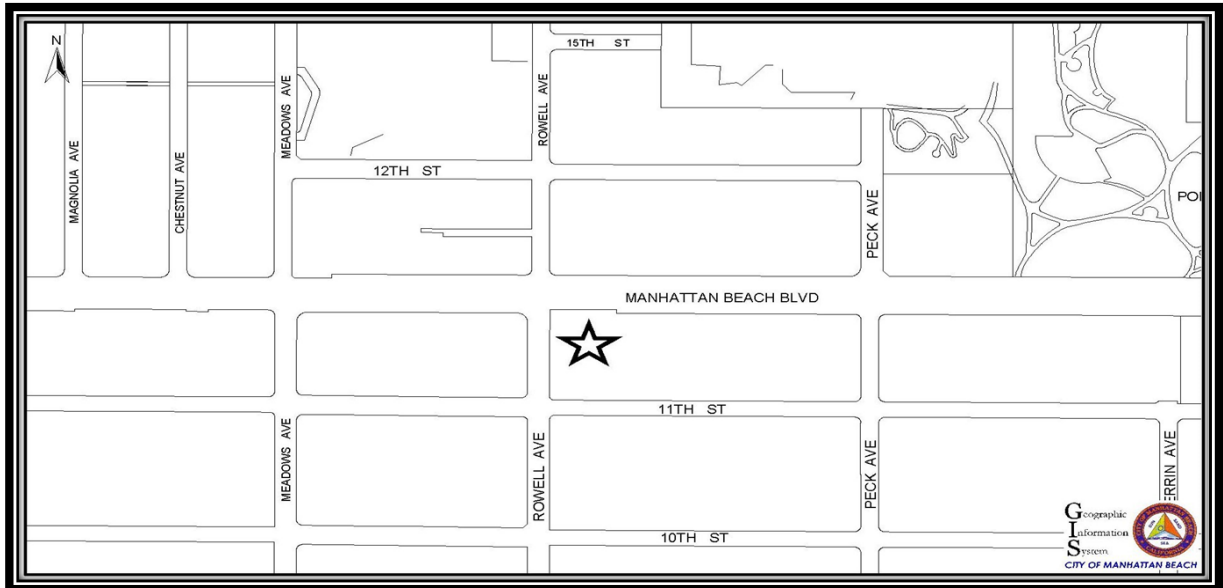 N
15TH ST
MAGNOLIA AVE
CHESTNUT AVE
MEADOWS AVE
ROWELL AVE
12TH ST
PECK AVE
MANHATTAN BEACH BLVD
11TH ST
MEADOWS AVE
ROWELL AVE
PECK AVE
10TH ST
Geographic
Information
System
CITY OF MANHATTAN BEACH